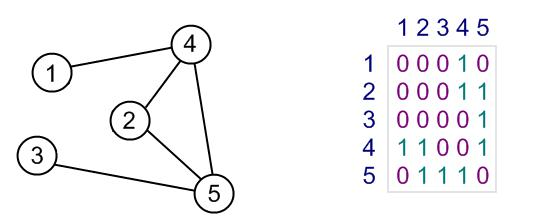 1
4
2
3
5
1 2 3 4 5
1 0 0 0 1 0
2 0 0 0 1 1
3 0 0 0 0 1
4 1 1 0 0 1
5 0 1 1 1 0